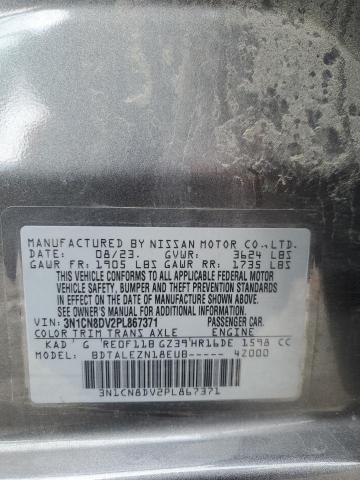 MANUFACTURED BY NISSAN MOTOR CO.,LTD.
DATE: 08/23. GVWR: 3624 LBS
GAWR FR: 1905 LBS GAWR RR: 1735 LBS
THIS VEHICLE CONFORMS TO ALL APPLICABLE FEDERAL MOTOR
VEHICLE SAFETY, BUMPER AND THEFT PREVENTION STANDARDS
IN EFFECT ON THE DATE OF MANUFACTURE SHOWN ABOVE.
SEE OWNER'S MANUAL FOR ADDITIONAL INFORMATION
VIN: 3N1CN8DV2PL867371 PASSENGER CAR.
COLOR TRIM TRANS AXLE ENGINE
KAD G RE0F11B GZ39 HR16DE 1598 CC
MODEL: BDTALEZN18EUB----- 4Z000
3N1CN8DV2PL867371